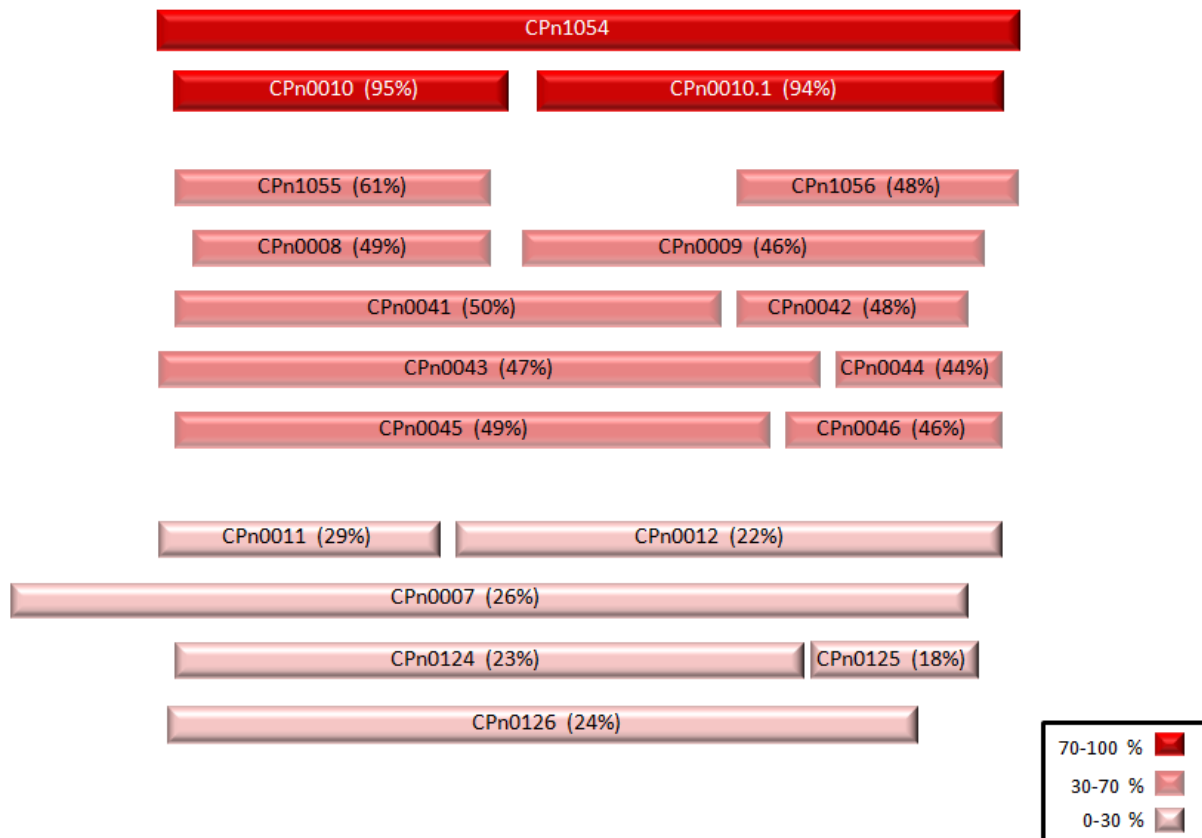 CPn1054
CPn0010 (95%) CPn0010.1 (94%)
CPn1055 (61%) CPn1056 (48%)
CPn0008 (49%) CPn0009 (46%)
CPn0041 (50%) CPn0042 (48%)
CPn0043 (47%) CPn0044 (44%)
CPn0045 (49%) CPn0046 (46%)
CPn0011 (29%) CPn0012 (22%)
CPn0007 (26%)
CPn0124 (23%) CPn0125 (18%)
CPn0126 (24%)
70-100 %
30-70 %
0-30 %